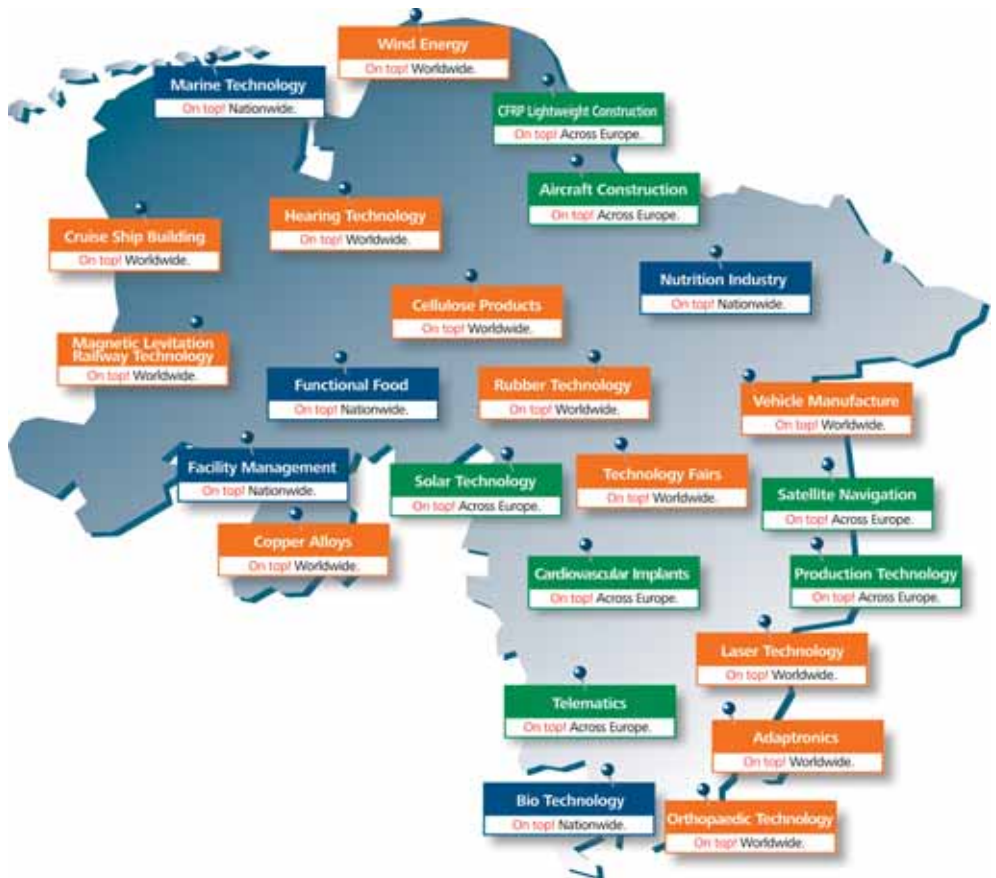 Wind Energy
On top! Worldwide.
Marine Technology
On top! Nationwide.
CFRP Lightweight Construction
On top! Across Europe.
Aircraft Construction
On top! Across Europe.
Hearing Technology
On top! Worldwide.
Cruise Ship Building
On top! Worldwide.
Nutrition Industry
On top! Nationwide.
Cellulose Products
On top! Worldwide.
Magnetic Levitation
Railway Technology
On top! Worldwide.
Functional Food
On top! Nationwide.
Rubber Technology
On top! Worldwide.
Vehicle Manufacture
On top! Worldwide.
Facility Management
On top! Nationwide.
Solar Technology
On top! Across Europe.
Technology Fairs
On top! Worldwide.
Satellite Navigation
On top! Across Europe.
Copper Alloys
On top! Worldwide.
Cardiovascular Implants
On top! Across Europe.
Production Technology
On top! Across Europe.
Laser Technology
On top! Worldwide.
Telematics
On top! Across Europe.
Adaptronics
On top! Worldwide.
Bio Technology
On top! Nationwide.
Orthopaedic Technology
On top! Worldwide.